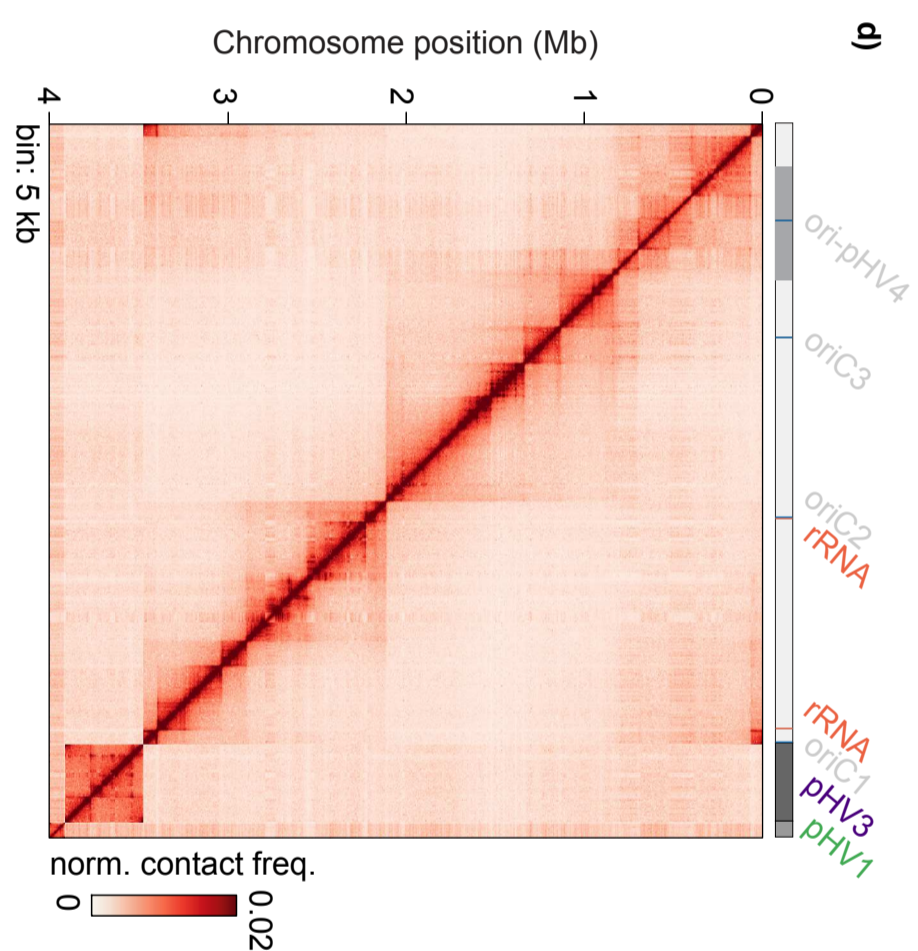 d)
Chromosome position (Mb)
4
3
2
1
0
bin: 5 kb
ori-pHV4
oriC3
oriC2
rRNA
rRNA
oriC1
pHV3
pHV1
norm. contact freq.
0
0.02